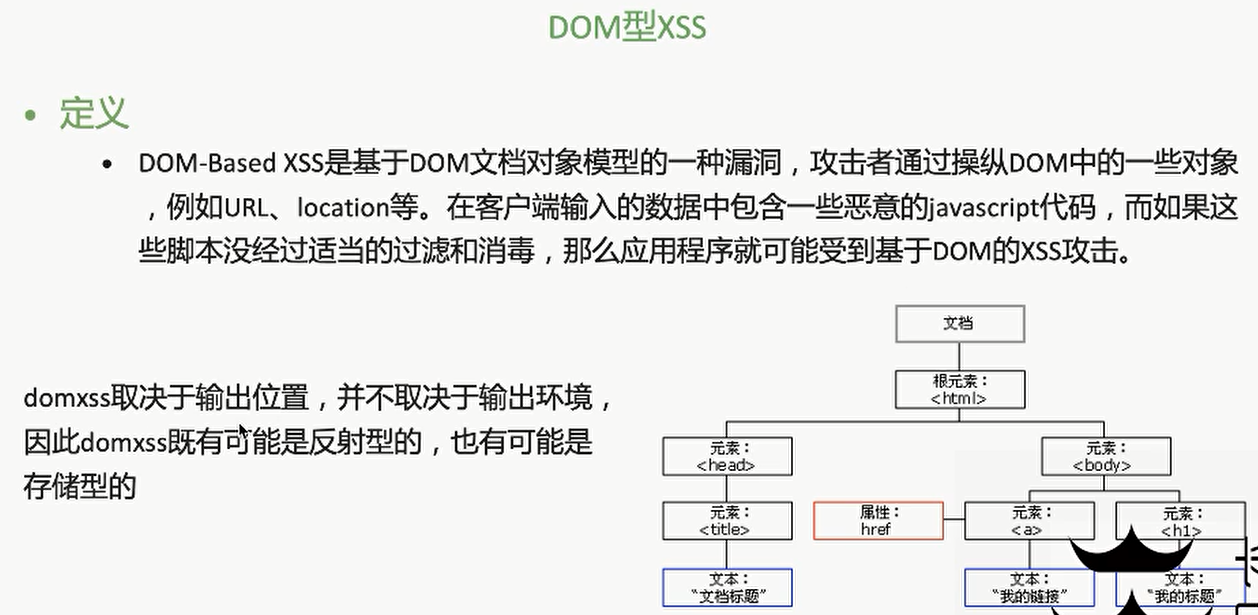 DOM型XSS
• 定义
• DOM-Based XSS是基于DOM文档对象模型的一种漏洞，攻击者通过操纵DOM中的一些对象
，例如URL、location等。在客户端输入的数据中包含一些恶意的javascript代码，而如果这
些脚本没经过适当的过滤和消毒，那么应用程序就可能受到基于DOM的XSS攻击。
domxss取决于输出位置，并不取决于输出环境，
因此domxss既有可能是反射型的，也有可能是
存储型的
文档
根元素：
<html>
元素：
<head>
元素：
<body>
元素：
<title>
属性：
href
元素：
<a>
元素：
<h1>
文本：
“文档标题”
文本：
“我的链接”
文本：
“我的标题”